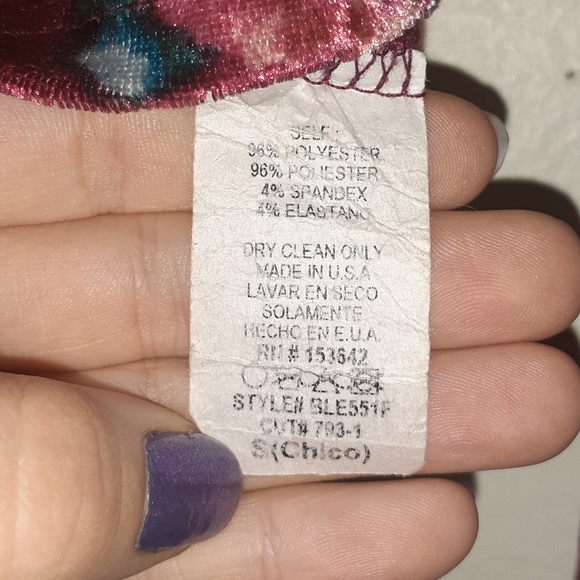 SELF:
96% POLYESTER
96% POLIESTER
4% SPANDEX
4% ELASTANO
DRY CLEAN ONLY
MADE IN U.S.A
LAVAR EN SECO
SOLAMENTE
HECHO EN E.U.A.
RN # 153642
STYLE# BLE551F
CUT# 793-1
S(Chico)